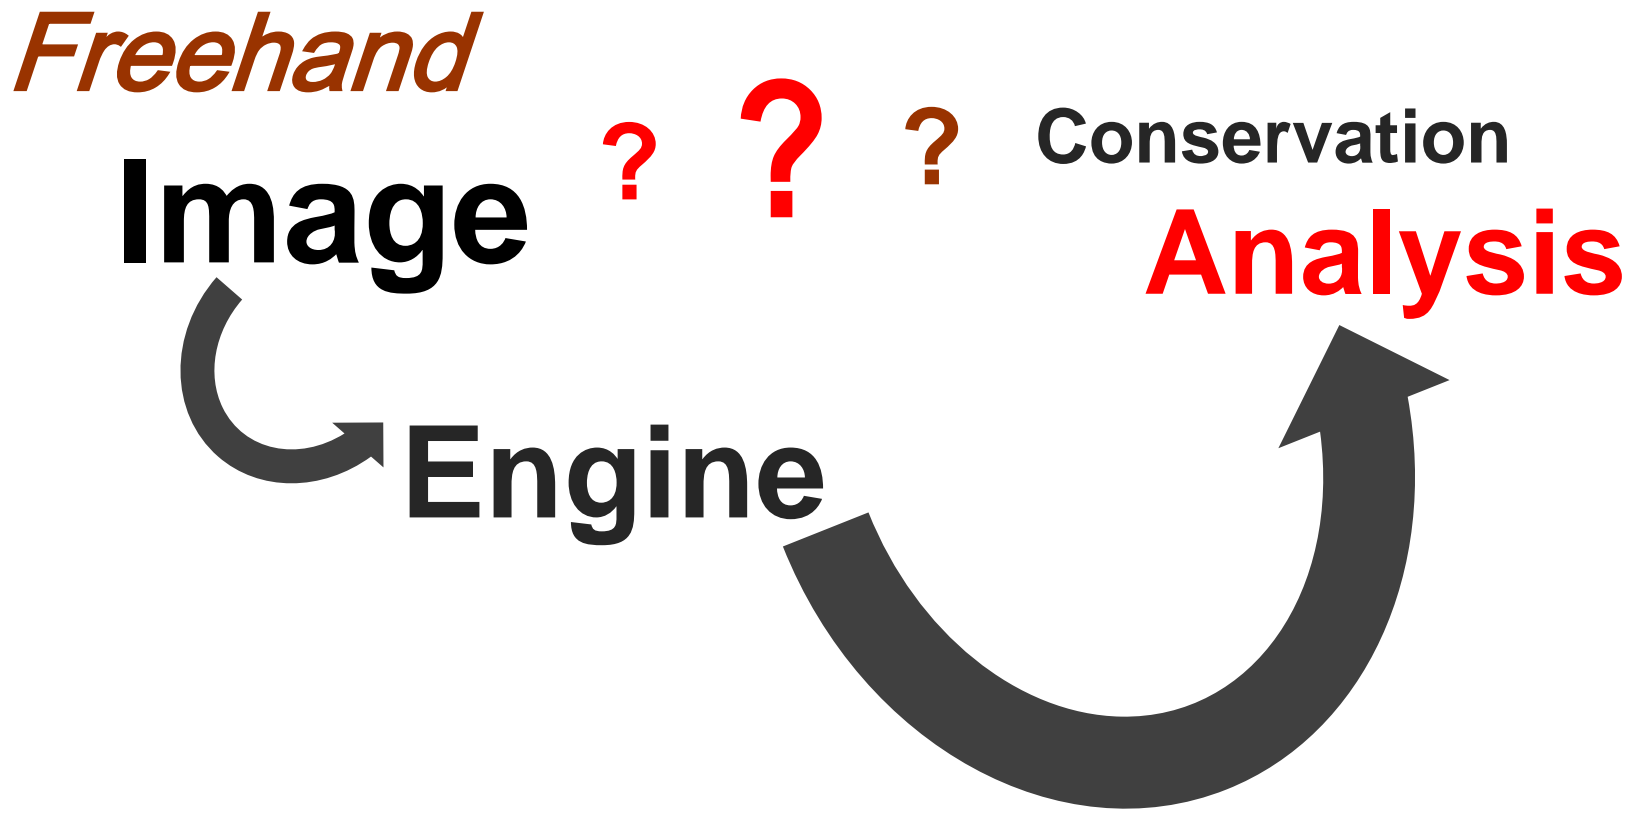 Freehand
Image
? ? ?
Conservation
Analysis
Engine